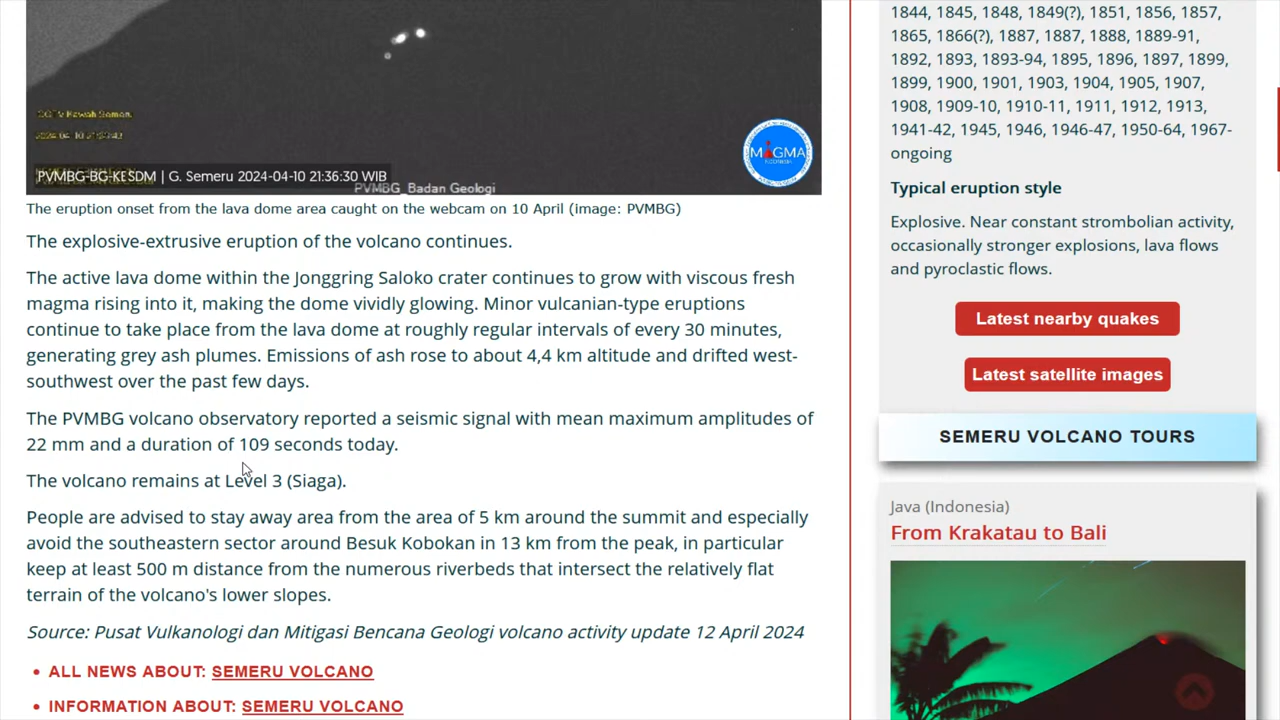 2024-04-10
PVMBG-BG-KESDM | G. Semeru 2024-04-10 21:36:30 WIB
PVMBG_Badan Geologi
MAGMA
INDONESIA
The eruption onset from the lava dome area caught on the webcam on 10 April (image: PVMBG)
The explosive-extrusive eruption of the volcano continues.
The active lava dome within the Jonggring Saloko crater continues to grow with viscous fresh
magma rising into it, making the dome vividly glowing. Minor vulcanian-type eruptions
continue to take place from the lava dome at roughly regular intervals of every 30 minutes,
generating grey ash plumes. Emissions of ash rose to about 4,4 km altitude and drifted west-
southwest over the past few days.
The PVMBG volcano observatory reported a seismic signal with mean maximum amplitudes of
22 mm and a duration of 109 seconds today.
The volcano remains at Level 3 (Siaga).
People are advised to stay away area from the area of 5 km around the summit and especially
avoid the southeastern sector around Besuk Kobokan in 13 km from the peak, in particular
keep at least 500 m distance from the numerous riverbeds that intersect the relatively flat
terrain of the volcano's lower slopes.
Source: Pusat Vulkanologi dan Mitigasi Bencana Geologi volcano activity update 12 April 2024
• ALL NEWS ABOUT: SEMERU VOLCANO
• INFORMATION ABOUT: SEMERU VOLCANO
1844, 1845, 1848, 1849(?), 1851, 1856, 1857,
1865, 1866(?), 1887, 1887, 1888, 1889-91,
1892, 1893, 1893-94, 1895, 1896, 1897, 1899,
1899, 1900, 1901, 1903, 1904, 1905, 1907,
1908, 1909-10, 1910-11, 1911, 1912, 1913,
1941-42, 1945, 1946, 1946-47, 1950-64, 1967-
ongoing
Typical eruption style
Explosive. Near constant strombolian activity,
occasionally stronger explosions, lava flows
and pyroclastic flows.
Latest nearby quakes
Latest satellite images
SEMERU VOLCANO TOURS
Java (Indonesia)
From Krakatau to Bali